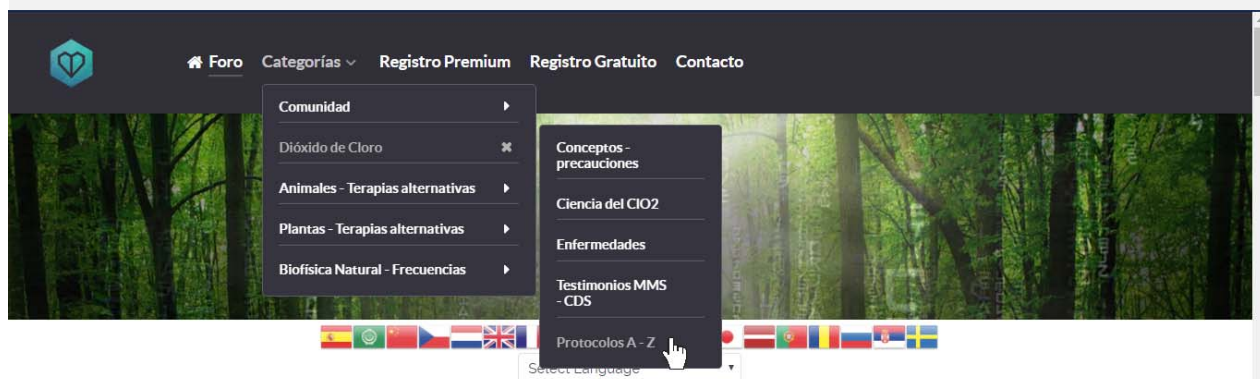 Foro Categorías Registro Premium Registro Gratuito Contacto
Comunidad
Dióxido de Cloro
Animales - Terapias alternativas
Plantas - Terapias alternativas
Biofísica Natural - Frecuencias
Conceptos -
precauciones
Ciencia del ClO2
Enfermedades
Testimonios MMS
- CDS
Protocolos A - Z
Select Language